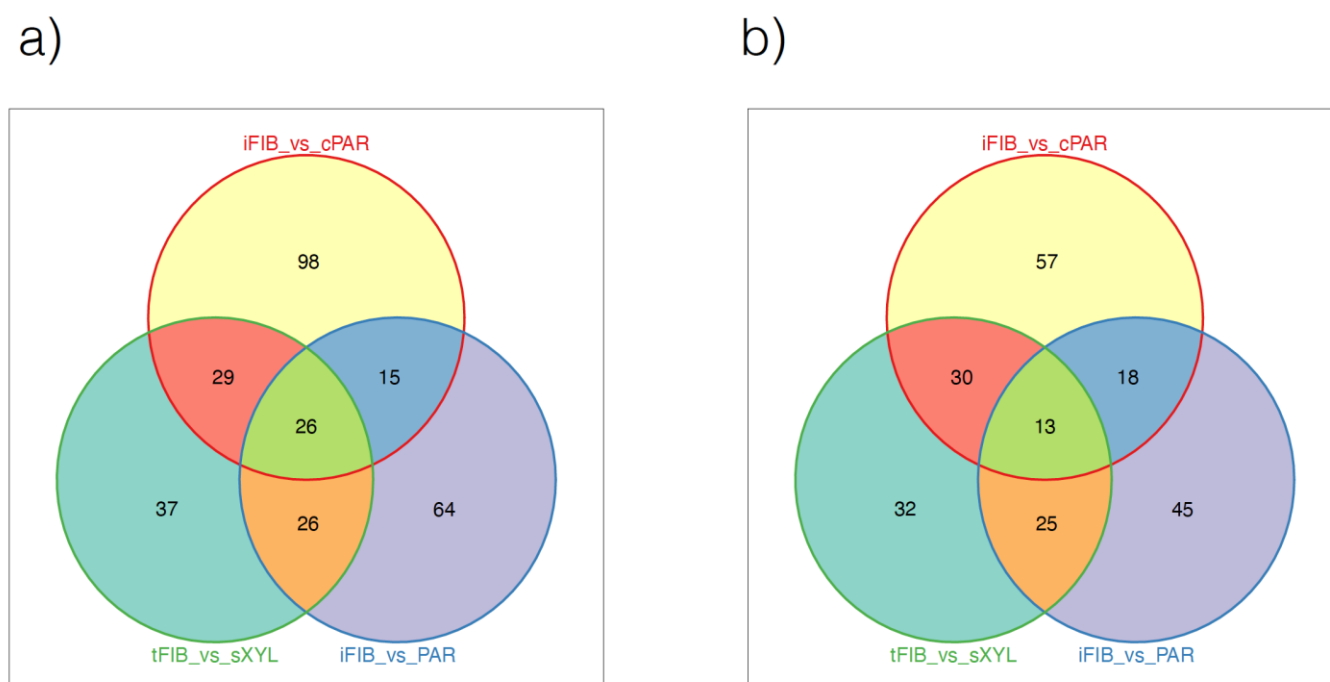 a)
iFIB_vs_cPAR
98
29
15
26
37
26
64
tFIB_vs_sXYL
iFIB_vs_PAR
b)
iFIB_vs_cPAR
57
30
18
13
32
25
45
tFIB_vs_sXYL
iFIB_vs_PAR